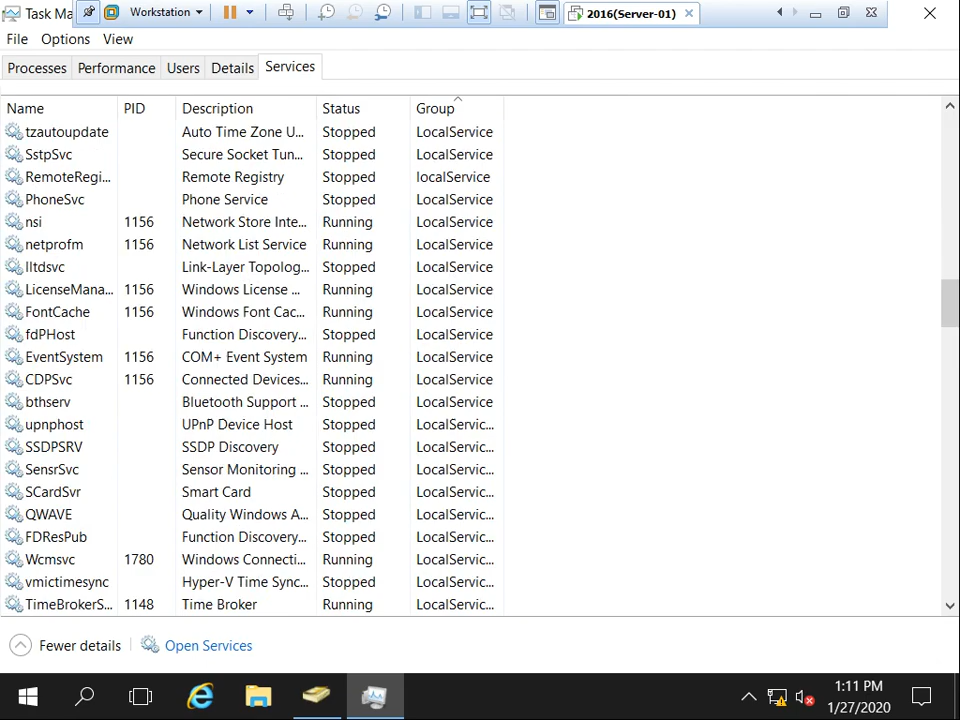 Task Ma
Workstation
2016(Server-01)
File Options View
Processes Performance Users Details Services
Name PID Description Status Group
tzautoupdate Auto Time Zone U... Stopped LocalService
SstpSvc Secure Socket Tun... Stopped LocalService
RemoteRegi... Remote Registry Stopped localService
PhoneSvc Phone Service Stopped LocalService
nsi 1156 Network Store Inte... Running LocalService
netprofm 1156 Network List Service Running LocalService
lltdsvc Link-Layer Topolog... Stopped LocalService
LicenseMana... 1156 Windows License ... Running LocalService
FontCache 1156 Windows Font Cac... Running LocalService
fdPHost Function Discovery... Stopped LocalService
EventSystem 1156 COM+ Event System Running LocalService
CDPSvc 1156 Connected Devices... Running LocalService
bthserv Bluetooth Support ... Stopped LocalService
upnphost UPnP Device Host Stopped LocalServic...
SSDPSRV SSDP Discovery Stopped LocalServic...
SensrSvc Sensor Monitoring ... Stopped LocalServic...
SCardSvr Smart Card Stopped LocalServic...
QWAVE Quality Windows A... Stopped LocalServic...
FDResPub Function Discovery... Stopped LocalServic...
Wcmsvc 1780 Windows Connecti... Running LocalServic...
vmictimesync Hyper-V Time Sync... Stopped LocalServic...
TimeBrokerS... 1148 Time Broker Running LocalServic...
Fewer details Open Services
1:11 PM
1/27/2020